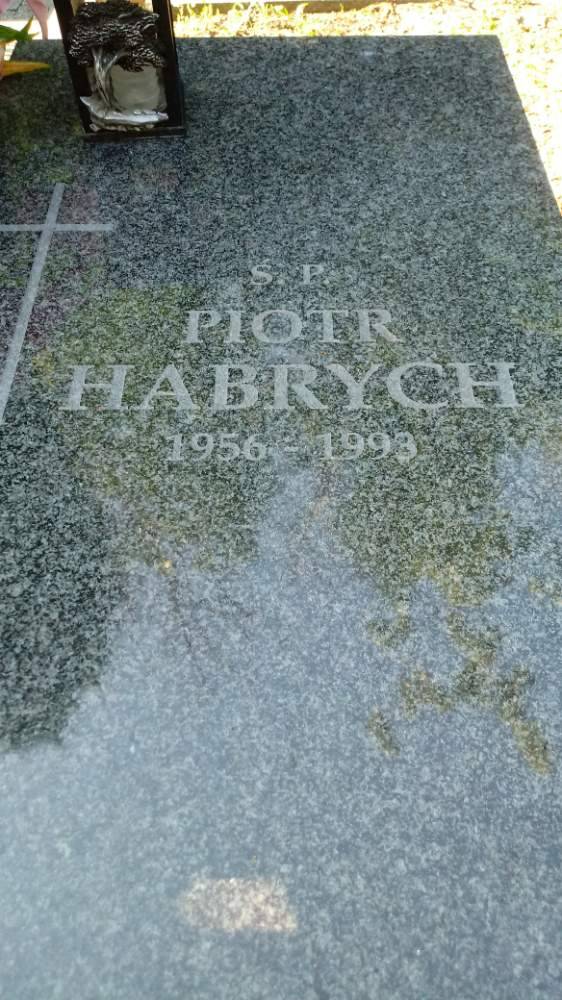 S. P.
PIOTR
HABRYCH
1956 - 1993